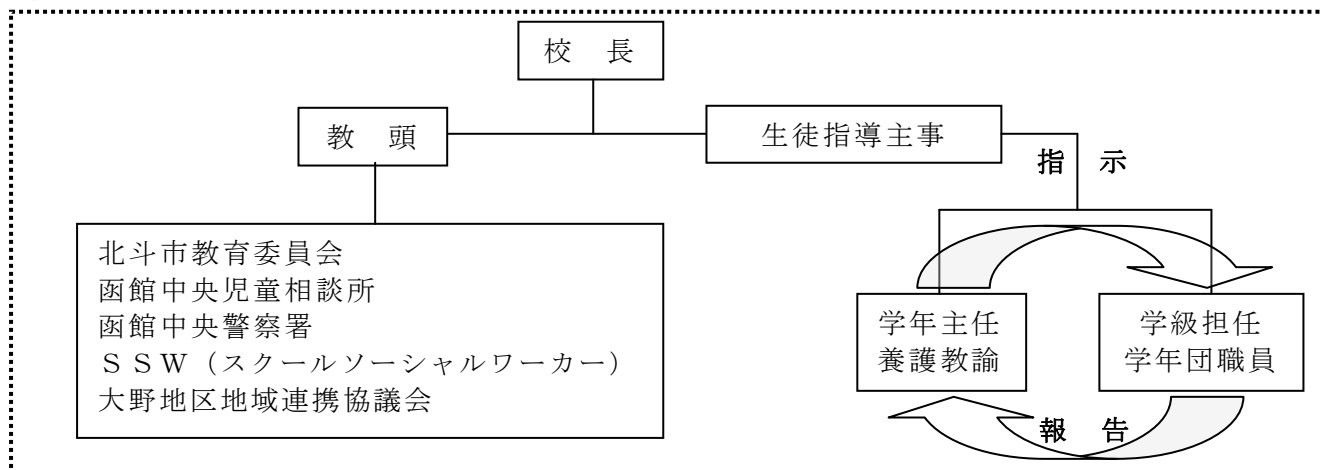 校　長
教　頭
生徒指導主事
指　示
北斗市教育委員会
函館中央児童相談所
函館中央警察署
ＳＳＷ（スクールソーシャルワーカー）
大野地区地域連携協議会
学年主任
養護教諭
学級担任
学年団職員
報　告